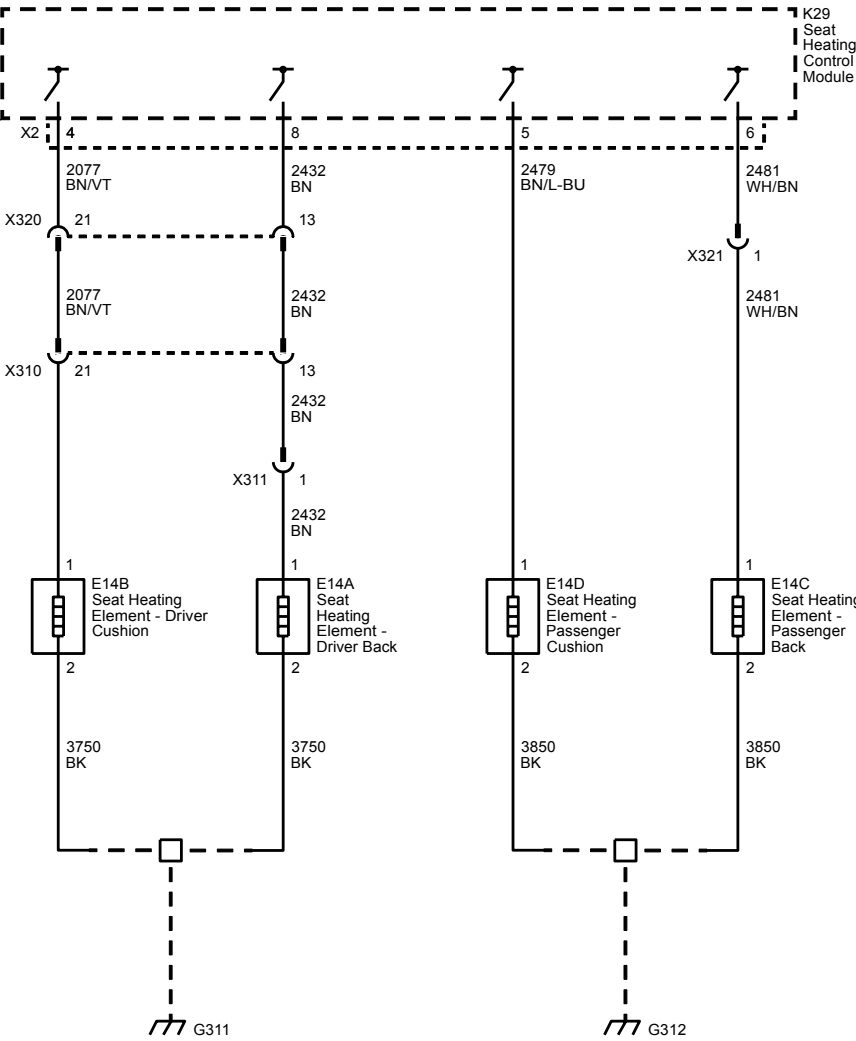 K29
Seat
Heating
Control
Module
X2 4 8 5 6
2077
BN/VT
2432
BN
2479
BN/L-BU
2481
WH/BN
X320 21 13
X321 1
2077
BN/VT
2432
BN
2481
WH/BN
X310 21 13
2432
BN
X311 1
2432
BN
1 1 1 1
E14B
Seat Heating
Element - Driver
Cushion
E14A
Seat
Heating
Element -
Driver Back
E14D
Seat Heating
Element -
Passenger
Cushion
E14C
Seat Heating
Element -
Passenger
Back
2 2 2 2
3750
BK
3750
BK
3850
BK
3850
BK
G311
G312